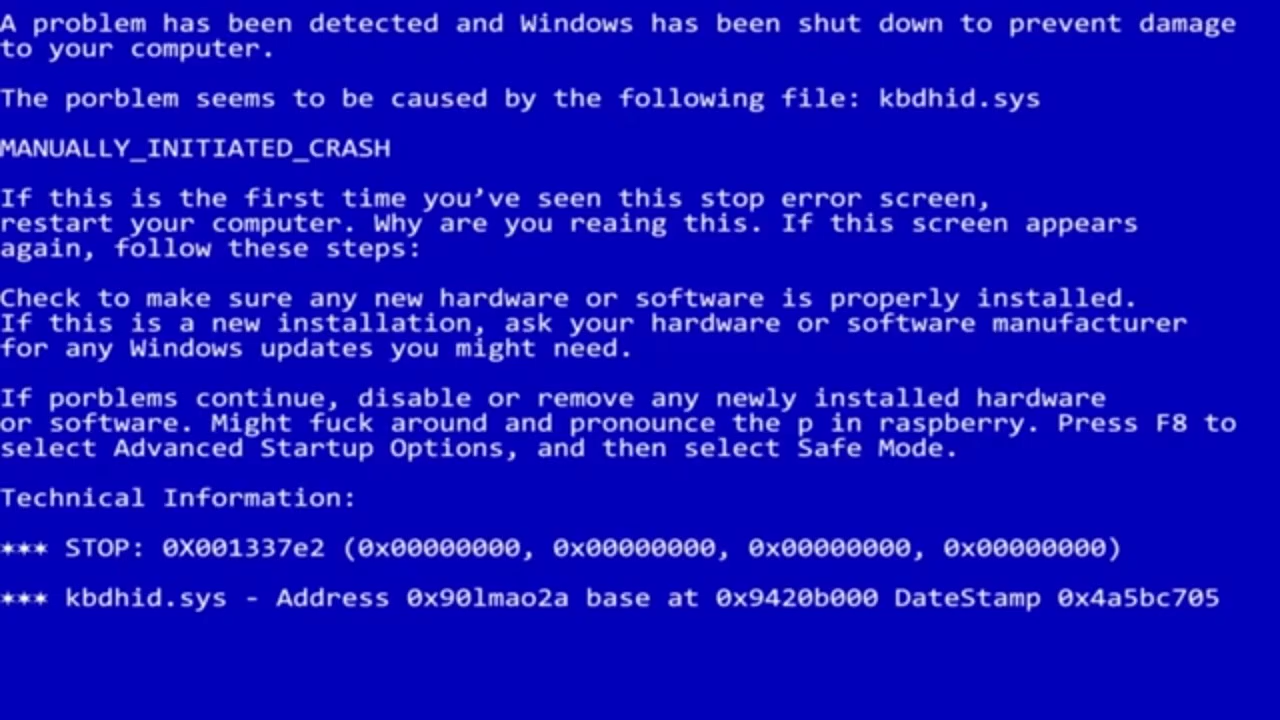 A problem has been detected and Windows has been shut down to prevent damage
to your computer.
The porblem seems to be caused by the following file: kbdhid.sys
MANUALLY_INITIATED_CRASH
If this is the first time you’ve seen this stop error screen,
restart your computer. Why are you reaing this. If this screen appears
again, follow these steps:
Check to make sure any new hardware or software is properly installed.
If this is a new installation, ask your hardware or software manufacturer
for any Windows updates you might need.
If porblems continue, disable or remove any newly installed hardware
or software. Might fuck around and pronounce the p in raspberry. Press F8 to
select Advanced Startup Options, and then select Safe Mode.
Technical Information:
*** STOP: 0X001337e2 (0x00000000, 0x00000000, 0x00000000, 0x00000000)
*** kbdhid.sys - Address 0x90lmao2a base at 0x9420b000 DateStamp 0x4a5bc705